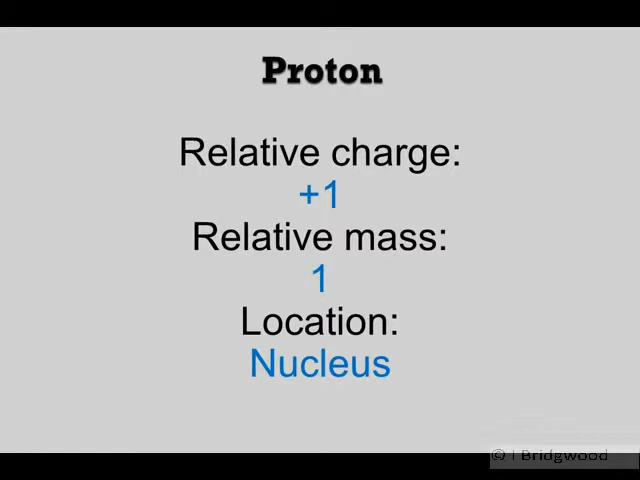 Proton
Relative charge:
+1
Relative mass:
1
Location:
Nucleus
© I Bridgwood